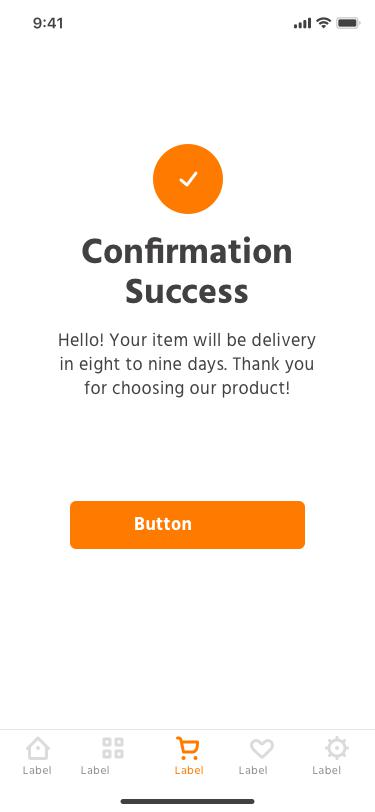 9:41
Confirmation
Success
Hello! Your item will be delivery
in eight to nine days. Thank you
for choosing our product!
Button
Label Label Label Label Label